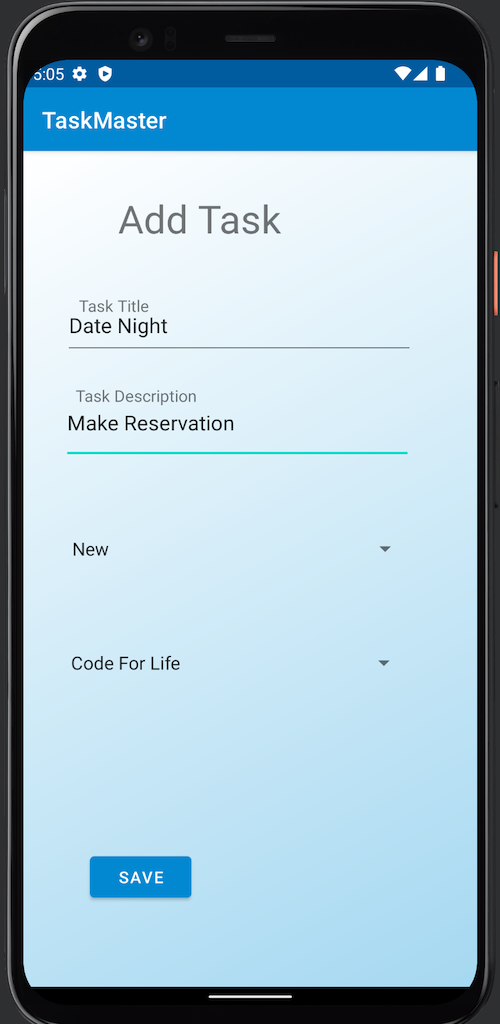 5:05
TaskMaster
Add Task
Task Title
Date Night
Task Description
Make Reservation
New
Code For Life
SAVE